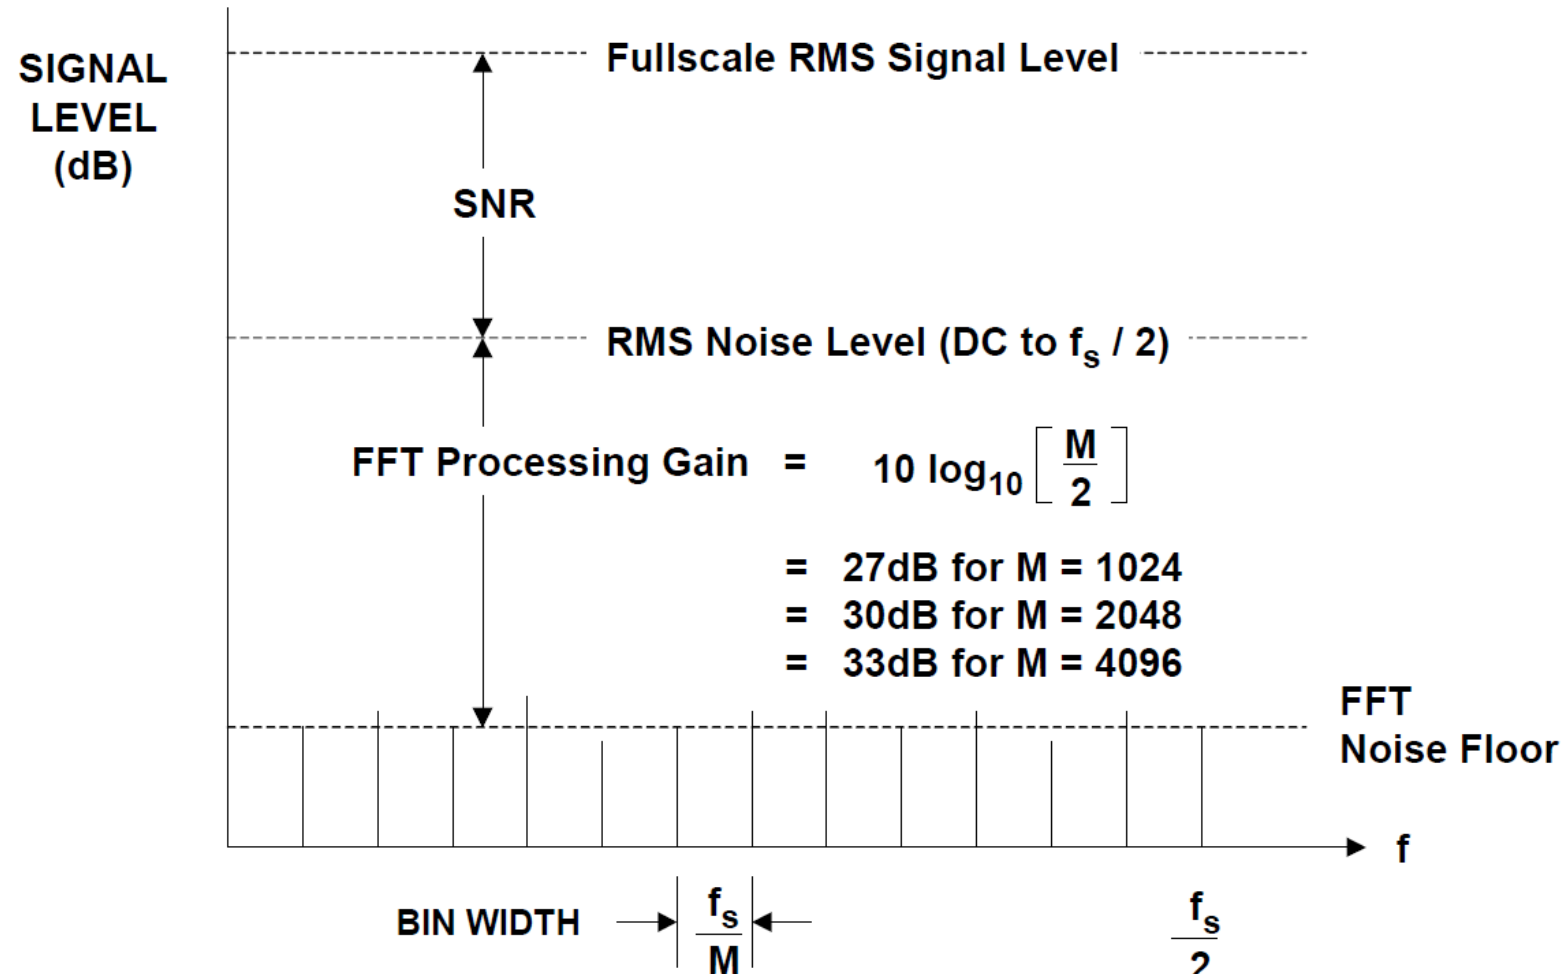 SIGNAL
LEVEL
(dB)
Fullscale RMS Signal Level
SNR
RMS Noise Level (DC to fs / 2)
FFT Processing Gain = 10 log10 [ M / 2 ]
= 27dB for M = 1024
= 30dB for M = 2048
= 33dB for M = 4096
FFT
Noise Floor
f
BIN WIDTH
fs
M
fs
2